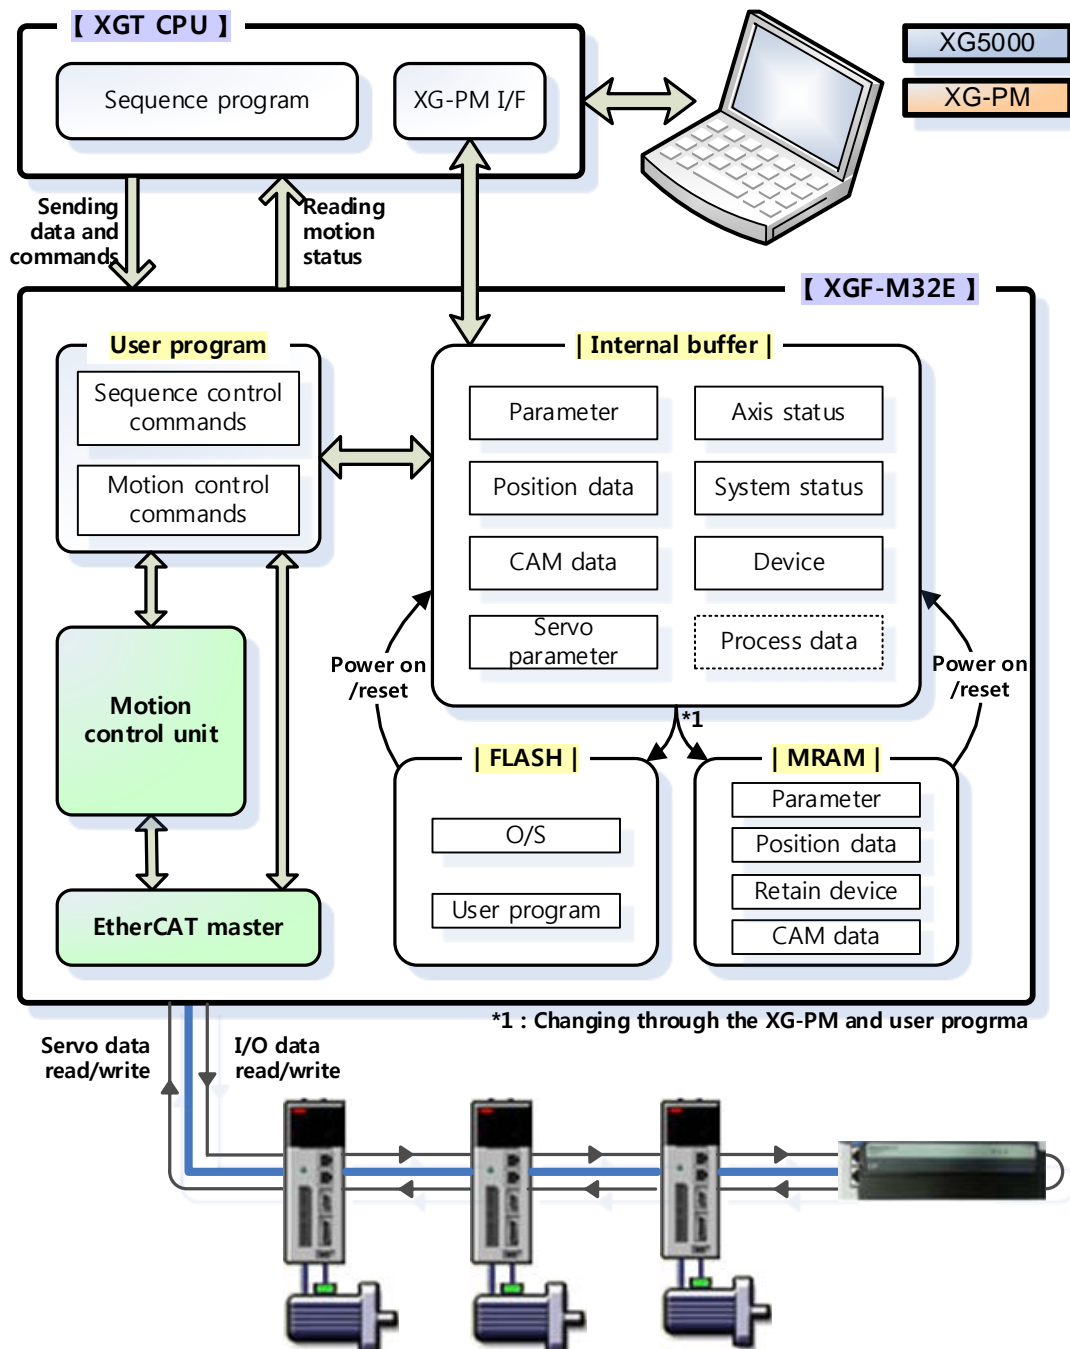 【 XGT CPU 】
XG5000
Sequence program
XG-PM I/F
XG-PM
Sending
data and
commands
Reading
motion
status
【 XGF-M32E 】
User program
| Internal buffer |
Sequence control
commands
Motion control
commands
Parameter
Axis status
Position data
System status
CAM data
Device
Servo
parameter
Process data
Power on
/reset
Power on
/reset
*1
Motion
control unit
| FLASH |
O/S
User program
| MRAM |
Parameter
Position data
Retain device
CAM data
EtherCAT master
*1 : Changing through the XG-PM and user progrma
Servo data
read/write
I/O data
read/write